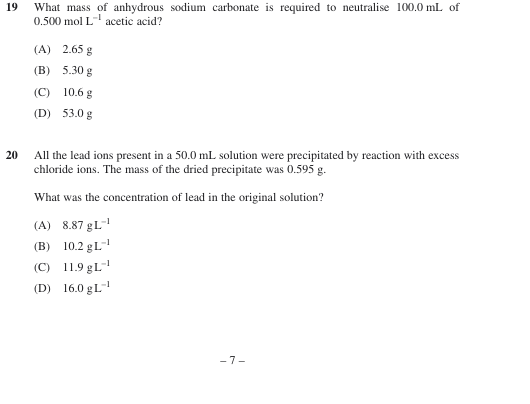 19 What mass of anhydrous sodium carbonate is required to neutralise 100.0 mL of
0.500 mol L⁻¹ acetic acid?
(A) 2.65 g
(B) 5.30 g
(C) 10.6 g
(D) 53.0 g
20 All the lead ions present in a 50.0 mL solution were precipitated by reaction with excess
chloride ions. The mass of the dried precipitate was 0.595 g.
What was the concentration of lead in the original solution?
(A) 8.87 g L⁻¹
(B) 10.2 g L⁻¹
(C) 11.9 g L⁻¹
(D) 16.0 g L⁻¹
– 7 –